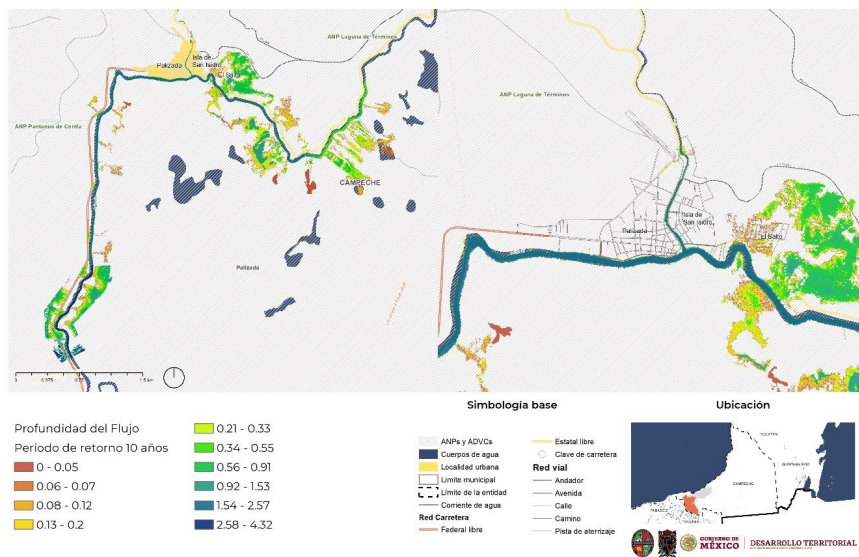 ANP Laguna de Términos
Isla de
San Isidro
Palizada
El Salto
ANP Pantanos de Centla
CAMPECHE
Palizada
ANP Laguna de Términos
Isla de
San Isidro
Palizada
El Salto
1.5 km
Profundidad del Flujo
Periodo de retorno 10 años
0 - 0.05
0.06 - 0.07
0.08 - 0.12
0.13 - 0.2
0.21 - 0.33
0.34 - 0.55
0.56 - 0.91
0.92 - 1.53
1.54 - 2.57
2.58 - 4.32
Simbología base
ANPs y ADVCs
Cuerpos de agua
Localidad urbana
Limite municipal
Límite de la entidad
Corriente de agua
Red Carretera
Federal libre
Estatal libre
Clave de carretera
Red vial
Andador
Avenida
Calle
Camino
Pista de aterrizaje
Ubicación
YUCATÁN
QUINTANA ROO
CAMPECHE
TABASCO
CHIAPAS
GOBIERNO DE
MÉXICO
DESARROLLO TERRITORIAL